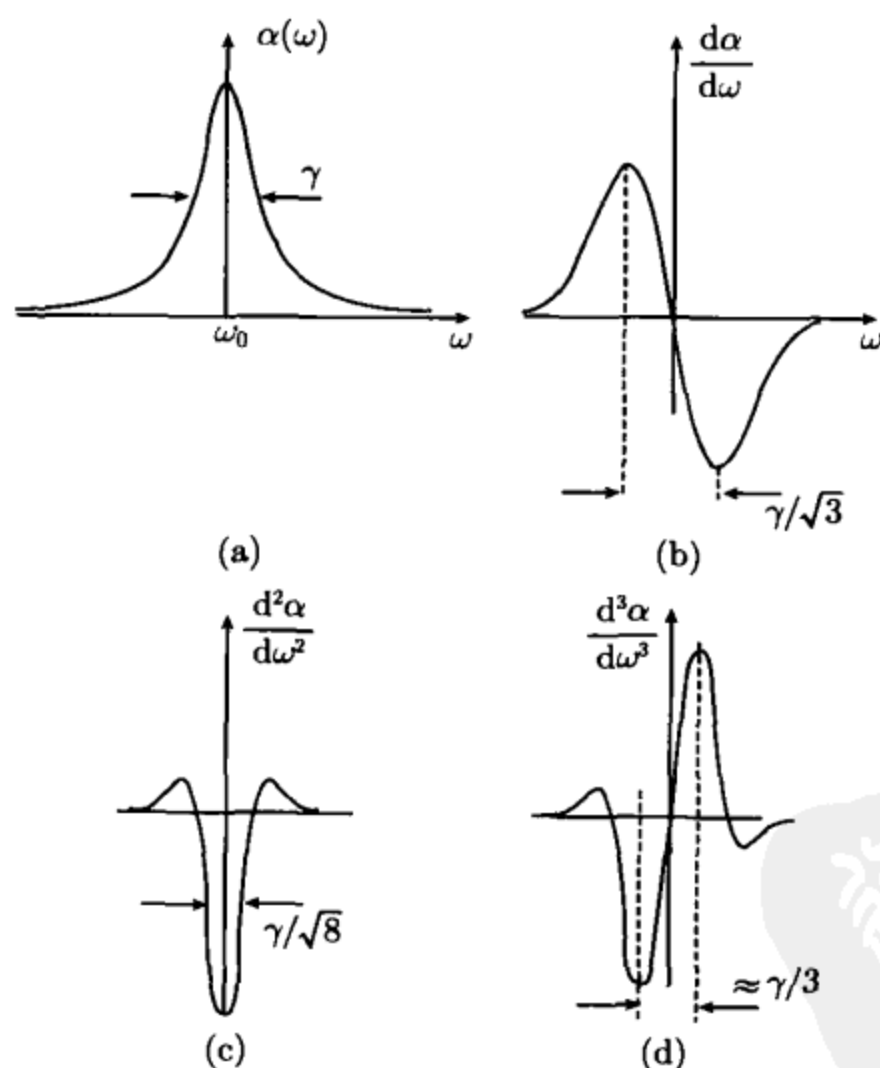 α(ω)
γ
ω₀
ω
(a)
dα
dω
ω
γ/√3
(b)
d²α
dω²
γ/√8
(c)
d³α
dω³
≈ γ/3
(d)